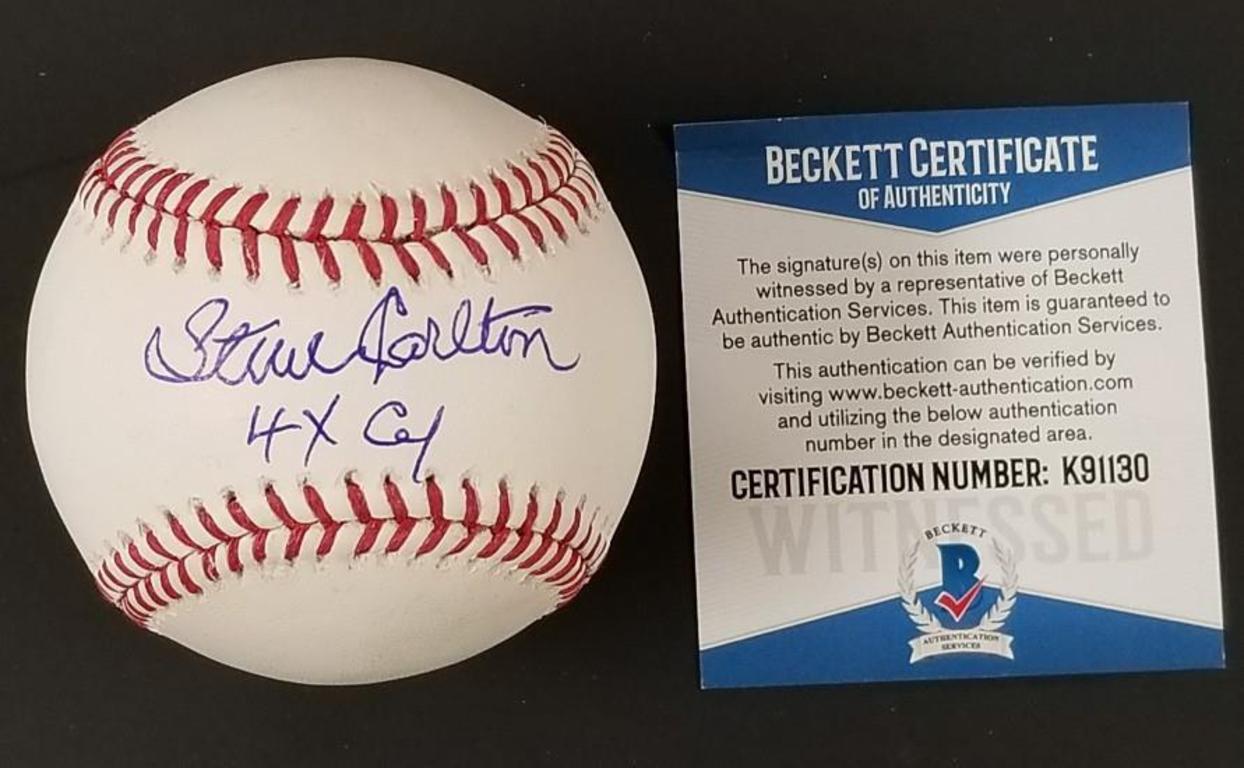 Steve Carlton
4X Cy
BECKETT CERTIFICATE
OF AUTHENTICITY
The signature(s) on this item were personally
witnessed by a representative of Beckett
Authentication Services. This item is guaranteed to
be authentic by Beckett Authentication Services.
This authentication can be verified by
visiting www.beckett-authentication.com
and utilizing the below authentication
number in the designated area.
CERTIFICATION NUMBER: K91130
WITNESSED
BECKETT
B
AUTHENTICATION
SERVICES